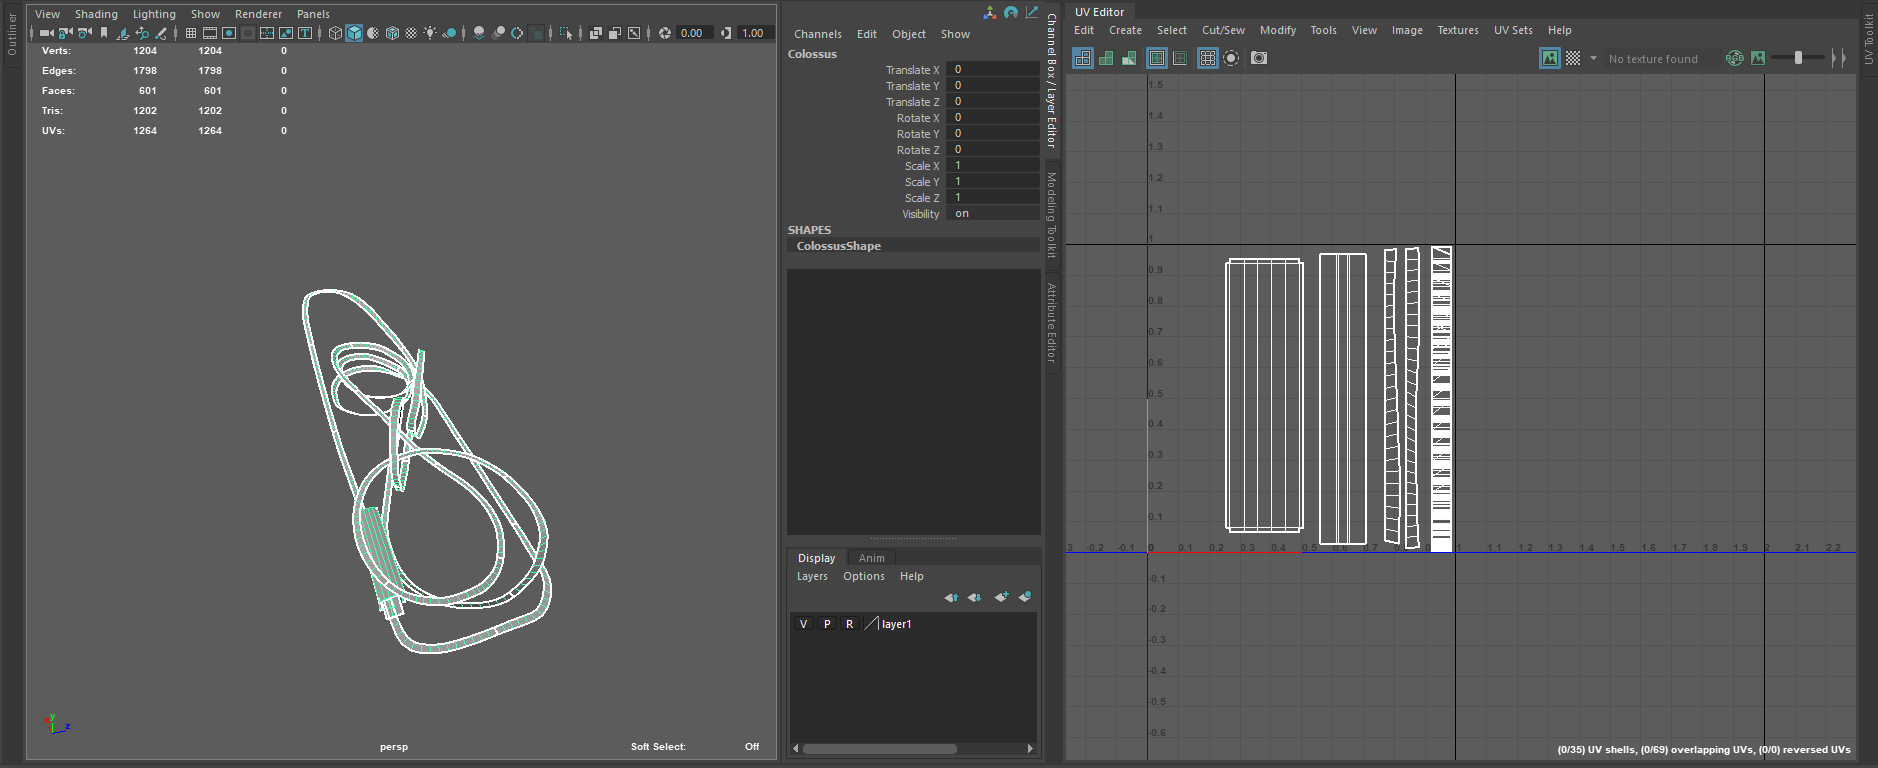 Outliner
View Shading Lighting Show Renderer Panels
0.00 1.00
Verts: 1204 1204 0
Edges: 1798 1798 0
Faces: 601 601 0
Tris: 1202 1202 0
UVs: 1264 1264 0
y
z
persp
Soft Select: Off
Channels Edit Object Show
Colossus
Translate X 0
Translate Y 0
Translate Z 0
Rotate X 0
Rotate Y 0
Rotate Z 0
Scale X 1
Scale Y 1
Scale Z 1
Visibility on
SHAPES
ColossusShape
Display Anim
Layers Options Help
V P R layer1
Channel Box / Layer Editor
Modeling Toolkit
Attribute Editor
UV Editor
Edit Create Select Cut/Sew Modify Tools View Image Textures UV Sets Help
No texture found
RGB
1.5
1.4
1.3
1.2
1.1
1
0.9
0.8
0.7
0.6
0.5
0.4
0.3
0.2
0.1
3 -0.2 -0.1 0 0.1 0.2 0.3 0.4 0.5 0.6 0.7 0.8 1 1.1 1.2 1.3 1.4 1.5 1.6 1.7 1.8 1.9 2 2.1 2.2
-0.1
-0.2
-0.3
-0.4
-0.5
-0.6
(0/35) UV shells, (0/69) overlapping UVs, (0/0) reversed UVs
UV Toolkit